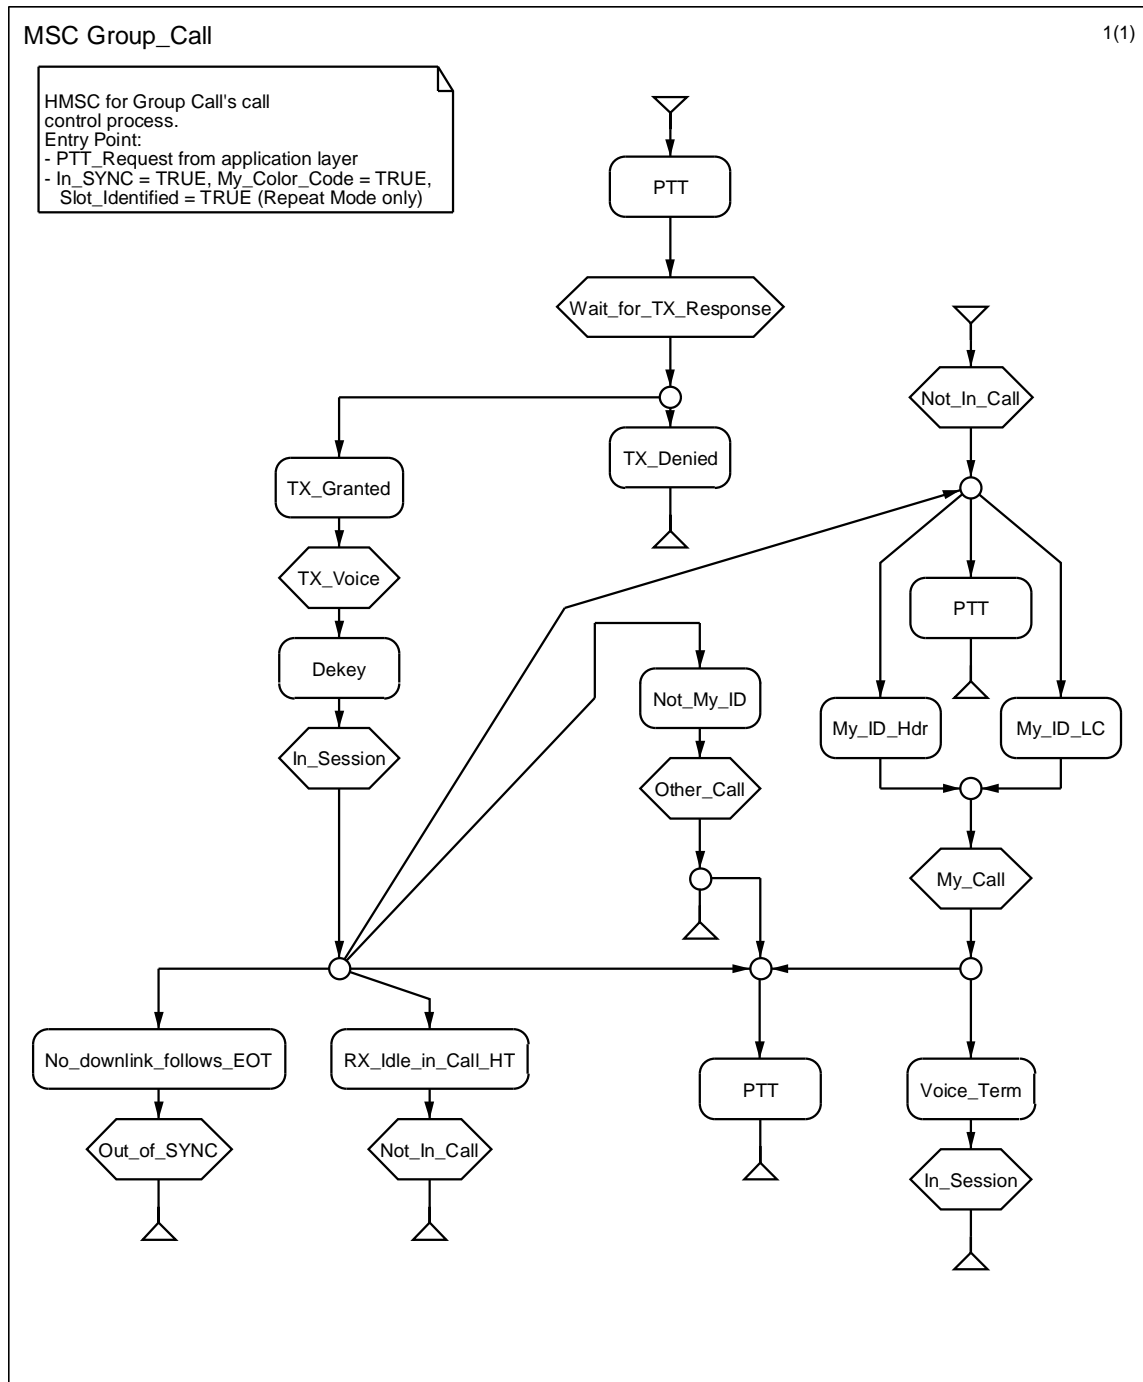 MSC Group_Call
1(1)
HMSC for Group Call's call
control process.
Entry Point:
- PTT_Request from application layer
- In_SYNC = TRUE, My_Color_Code = TRUE,
Slot_Identified = TRUE (Repeat Mode only)
PTT
Wait_for_TX_Response
Not_In_Call
TX_Denied
TX_Granted
TX_Voice
PTT
Dekey
Not_My_ID
My_ID_Hdr
My_ID_LC
In_Session
Other_Call
My_Call
No_downlink_follows_EOT
RX_Idle_in_Call_HT
PTT
Voice_Term
Out_of_SYNC
Not_In_Call
In_Session